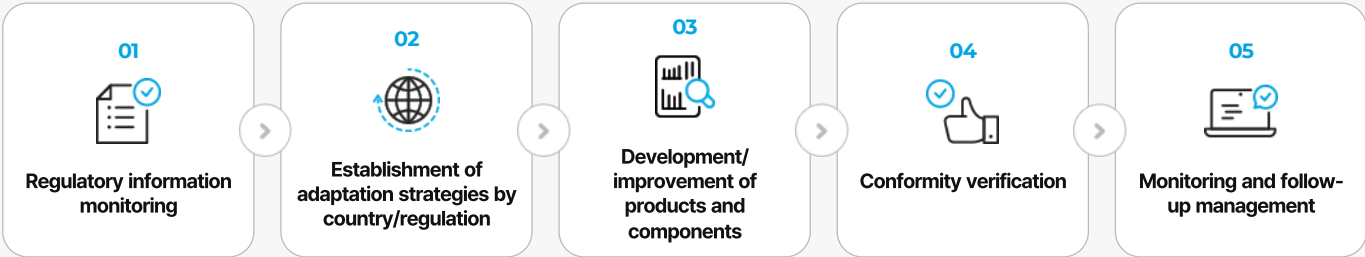 01
Regulatory information
monitoring
02
Establishment of
adaptation strategies by
country/regulation
03
Development/
improvement of
products and
components
04
Conformity verification
05
Monitoring and follow-
up management